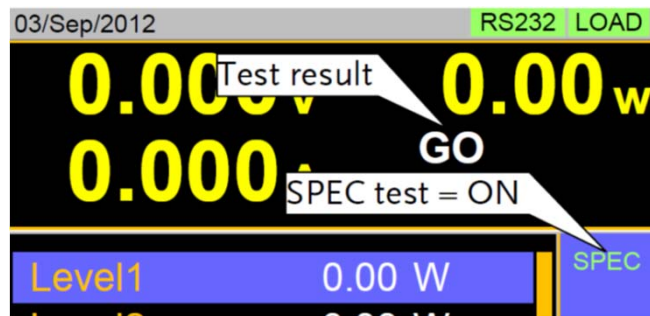 03/Sep/2012 RS232 LOAD
Test result
0.00 W
GO
0.000
SPEC test = ON
SPEC
Level1 0.00 W